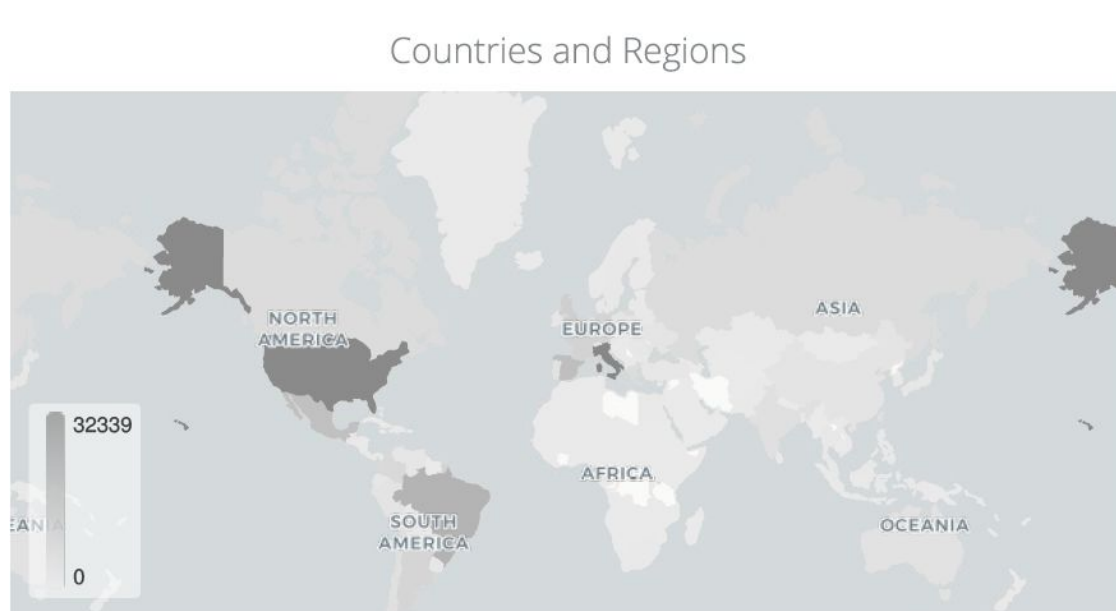 Countries and Regions
NORTH
AMERICA
EUROPE
ASIA
32339
AFRICA
EANIA
SOUTH
AMERICA
OCEANIA
0